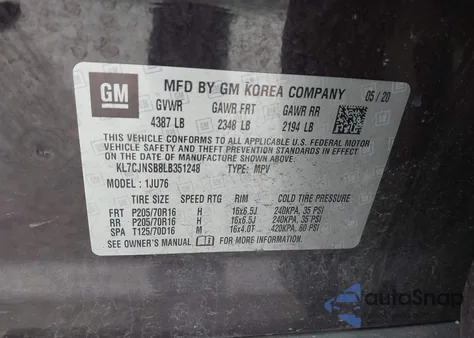 GM
MFD BY GM KOREA COMPANY 05/20
GVWR GAWR FRT GAWR RR
4387 LB 2348 LB 2194 LB
THIS VEHICLE CONFORMS TO ALL APPLICABLE U.S. FEDERAL MOTOR
VEHICLE SAFETY AND THEFT PREVENTION STANDARDS IN
EFFECT ON THE DATE OF MANUFACTURE SHOWN ABOVE.
KL7CJNSB8LB351248 TYPE: MPV
MODEL: 1JU76
TIRE SIZE SPEED RTG RIM COLD TIRE PRESSURE
FRT P205/70R16 H 16x6.5J 240KPA, 35 PSI
RR P205/70R16 H 16x6.5J 240KPA, 35 PSI
SPA T125/70D16 M 16x4.0T 420KPA, 60 PSI
SEE OWNER'S MANUAL FOR MORE INFORMATION.
AutoSnap